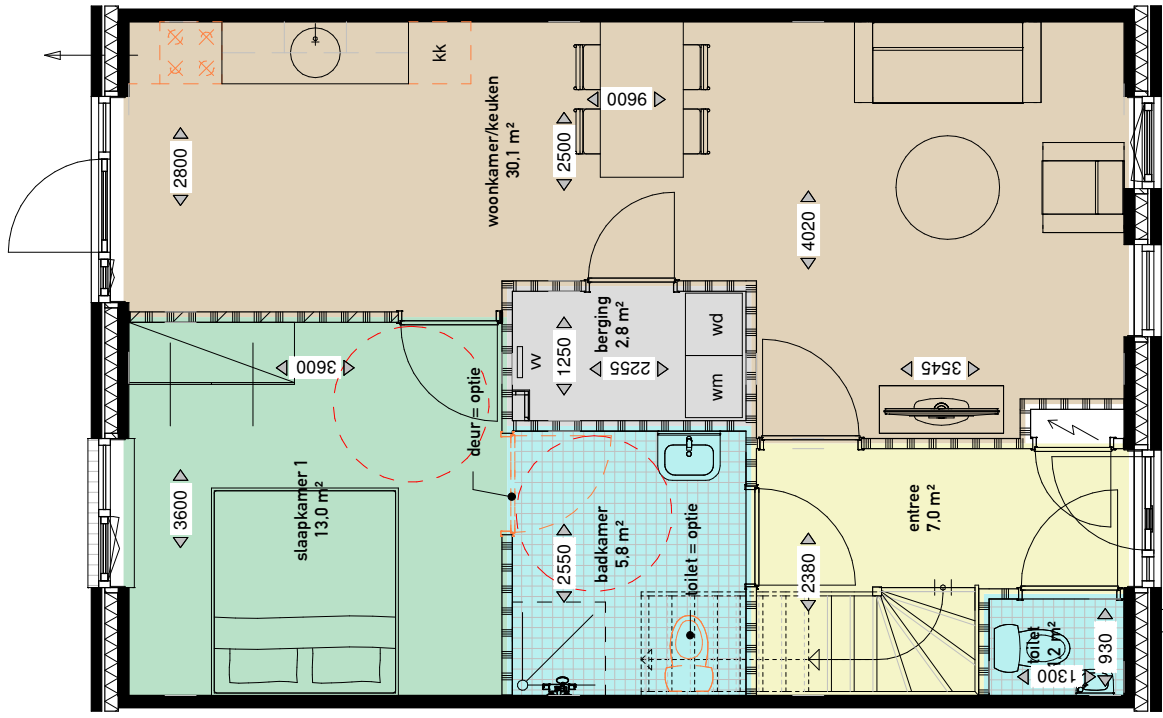 kk
woonkamer/keuken
30,1 m²
2800
2500
9600
4020
3545
berging
2,8 m²
1250
2255
vv
wd
wm
3600
3600
slaapkamer 1
13,0 m²
deur = optie
badkamer
5,8 m²
2550
toilet = optie
2380
entree
7,0 m²
toilet
1,2 m²
1300
930